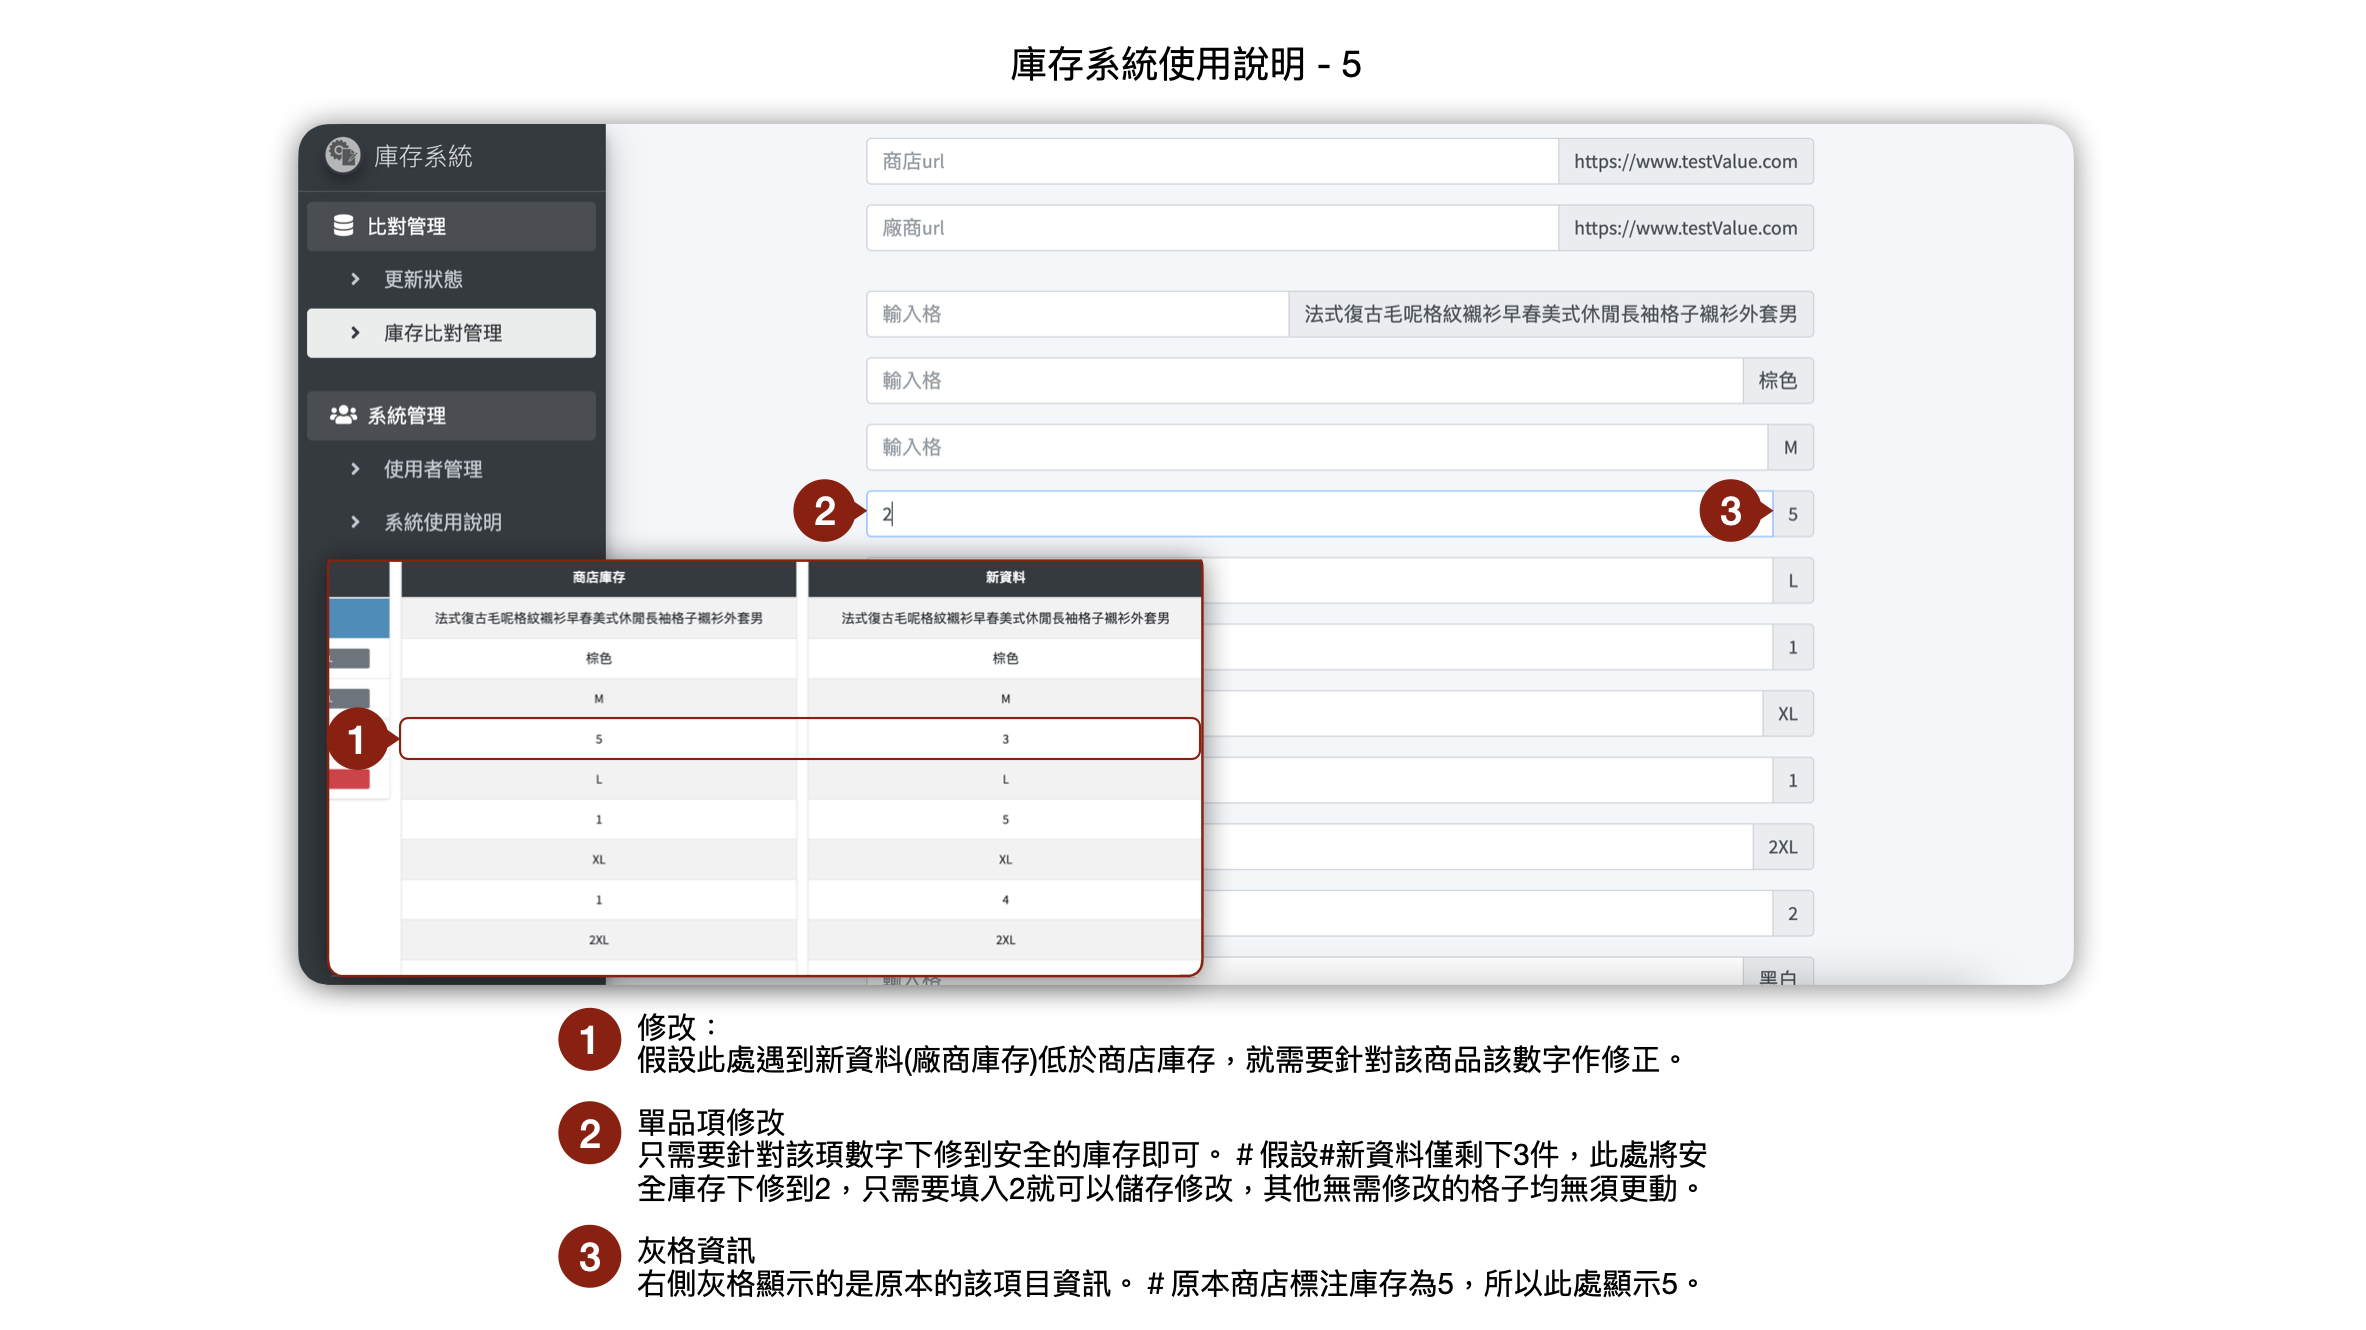 庫存系統使用說明 - 5
庫存系統
比對管理
更新狀態
庫存比對管理
系統管理
使用者管理
系統使用說明
商店url
https://www.testValue.com
廠商url
https://www.testValue.com
輸入格
法式復古毛呢格紋襯衫早春美式休閒長袖格子襯衫外套男
輸入格
棕色
輸入格
M
2
2
3
5
L
1
XL
1
2XL
2
輸入格
黑白
商店庫存
新資料
法式復古毛呢格紋襯衫早春美式休閒長袖格子襯衫外套男
法式復古毛呢格紋襯衫早春美式休閒長袖格子襯衫外套男
棕色
棕色
M
M
1
5
3
L
L
1
5
XL
XL
1
4
2XL
2XL
1
修改：
假設此處遇到新資料(廠商庫存)低於商店庫存，就需要針對該商品該數字作修正。
2
單品項修改
只需要針對該項數字下修到安全的庫存即可。 # 假設#新資料僅剩下3件，此處將安
全庫存下修到2，只需要填入2就可以儲存修改，其他無需修改的格子均無須更動。
3
灰格資訊
右側灰格顯示的是原本的該項目資訊。 # 原本商店標注庫存為5，所以此處顯示5。